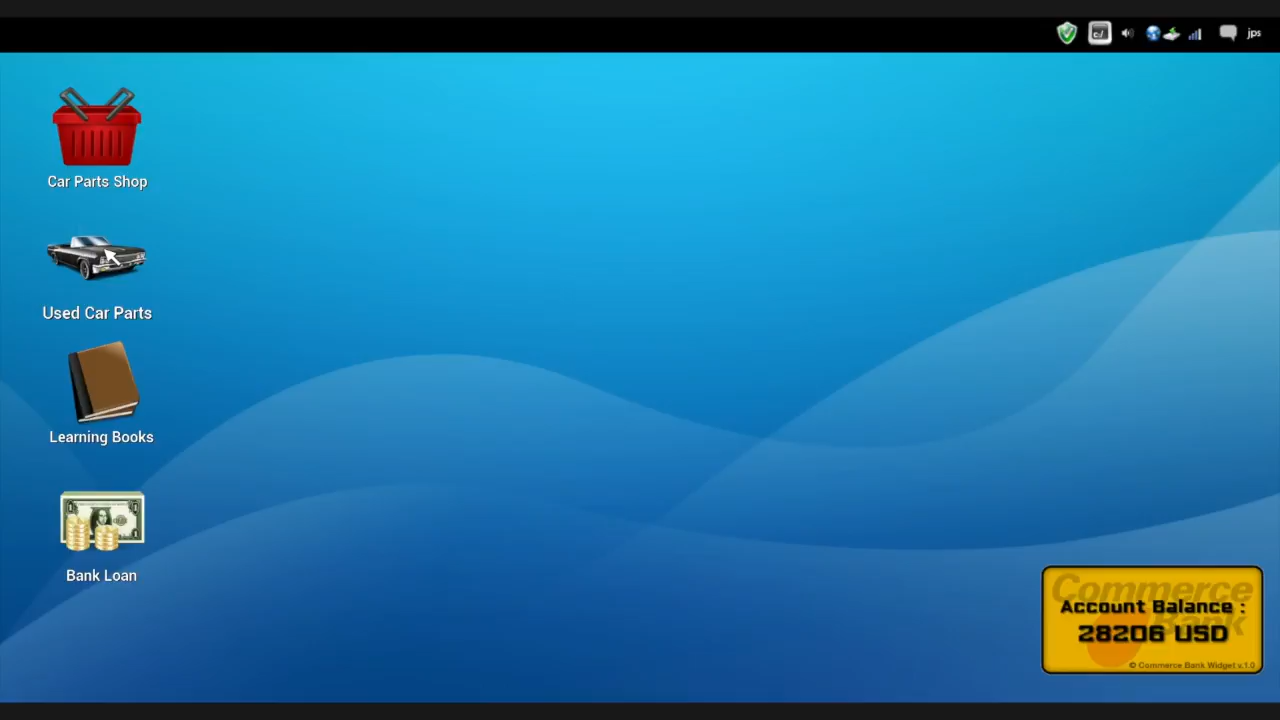 c:/
jps
Car Parts Shop
Used Car Parts
Learning Books
Bank Loan
Commerce
Bank
Account Balance :
28206 USD
© Commerce Bank Widget v.1.0